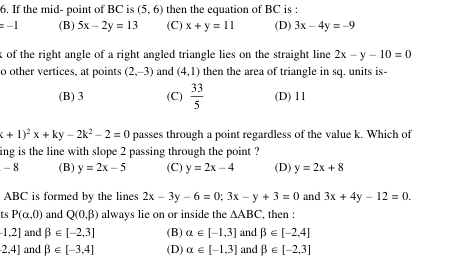 6. If the mid- point of BC is (5, 6) then the equation of BC is :
= –1 (B) 5x – 2y = 13 (C) x + y = 11 (D) 3x – 4y = –9
x of the right angle of a right angled triangle lies on the straight line 2x – y – 10 = 0
o other vertices, at points (2,–3) and (4,1) then the area of triangle in sq. units is-
(B) 3 (C) 33/5 (D) 11
x + 1)² x + ky – 2k² – 2 = 0 passes through a point regardless of the value k. Which of
ing is the line with slope 2 passing through the point ?
– 8 (B) y = 2x – 5 (C) y = 2x – 4 (D) y = 2x + 8
ABC is formed by the lines 2x – 3y – 6 = 0; 3x – y + 3 = 0 and 3x + 4y – 12 = 0.
ts P(α,0) and Q(0,β) always lie on or inside the ΔABC, then :
–1,2] and β ∈ [–2,3] (B) α ∈ [–1,3] and β ∈ [–2,4]
–2,4] and β ∈ [–3,4] (D) α ∈ [–1,3] and β ∈ [–2,3]